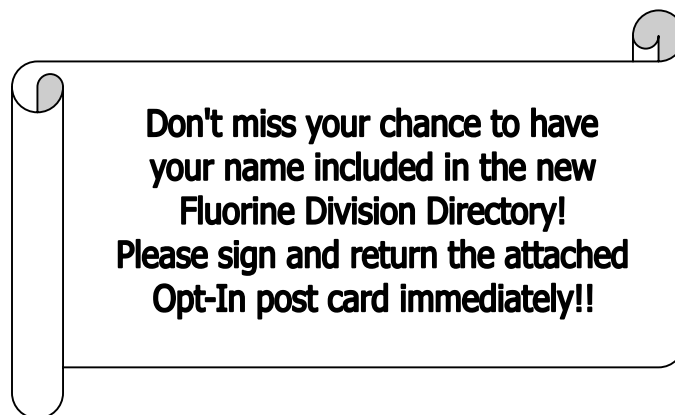 Don't miss your chance to have
your name included in the new
Fluorine Division Directory!
Please sign and return the attached
Opt-In post card immediately!!